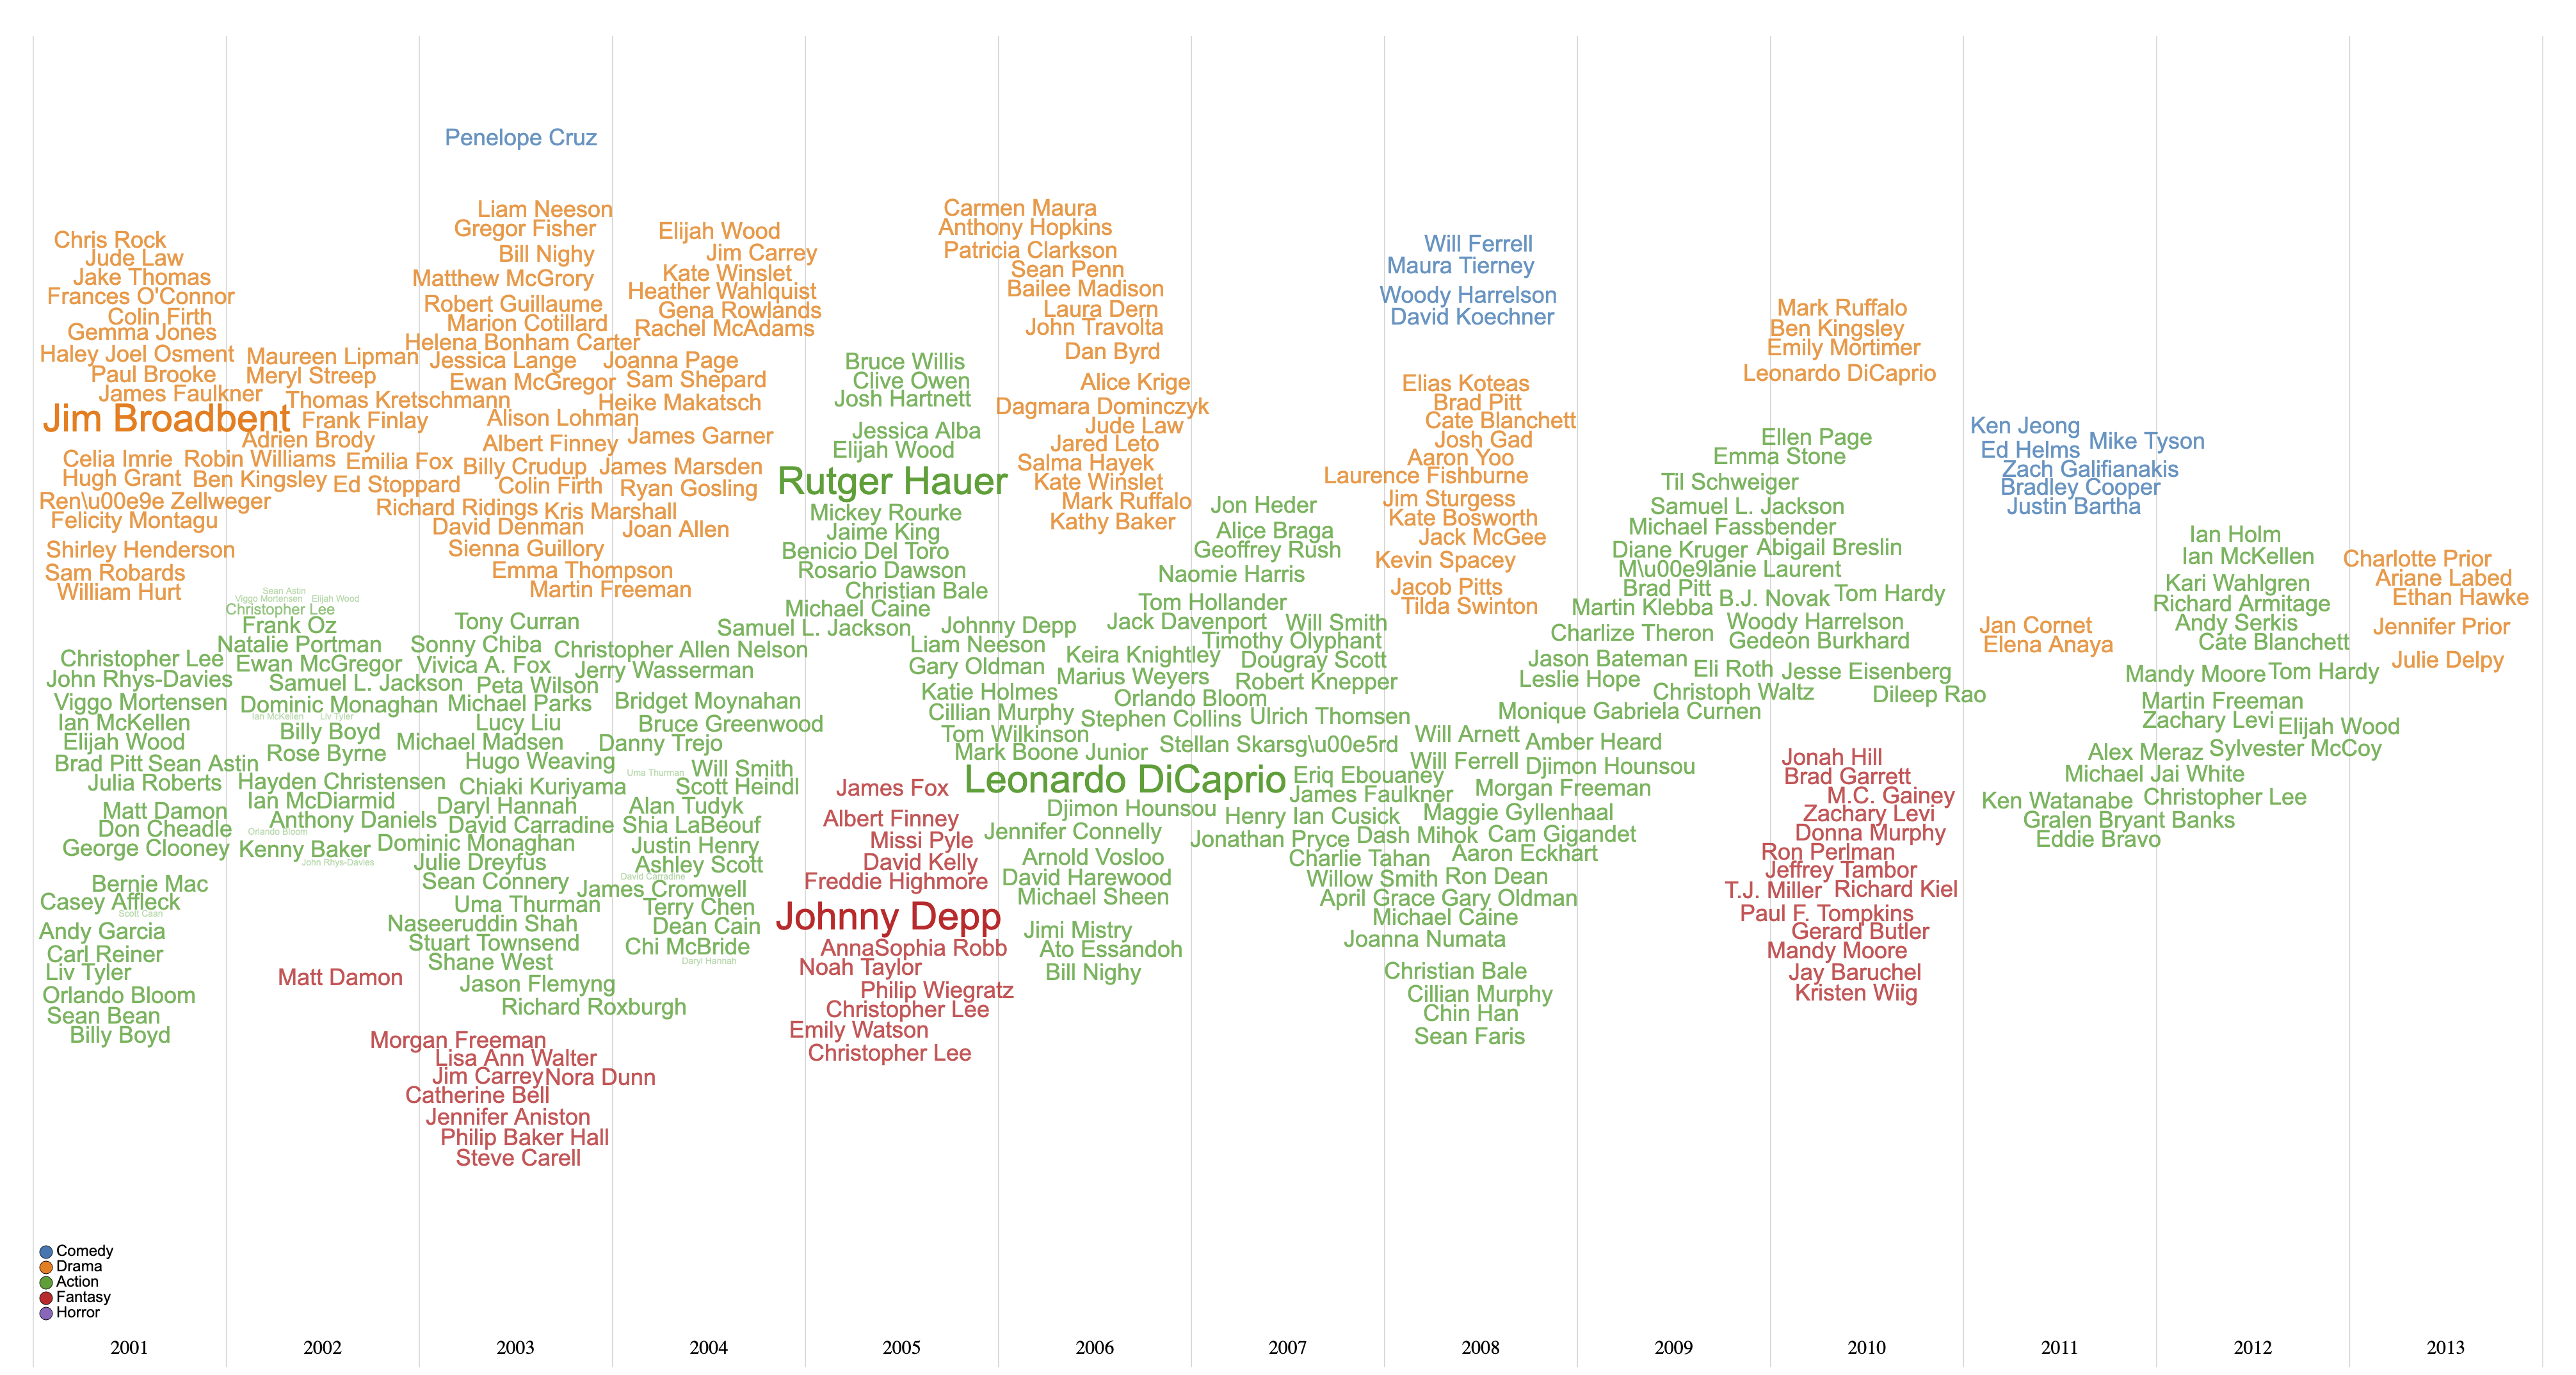 Penelope Cruz
Liam Neeson
Carmen Maura
Gregor Fisher
Elijah Wood
Anthony Hopkins
Chris Rock
Will Ferrell
Bill Nighy
Jim Carrey
Patricia Clarkson
Jude Law
Maura Tierney
Jake Thomas
Matthew McGrory
Kate Winslet
Sean Penn
Frances O'Connor
Heather Wahlquist
Bailee Madison
Woody Harrelson
Robert Guillaume
Gena Rowlands
Laura Dern
Mark Ruffalo
Colin Firth
David Koechner
Marion Cotillard
Rachel McAdams
John Travolta
Ben Kingsley
Gemma Jones
Helena Bonham Carter
Emily Mortimer
Haley Joel Osment
Maureen Lipman
Jessica Lange
Joanna Page
Bruce Willis
Dan Byrd
Paul Brooke
Meryl Streep
Ewan McGregor
Sam Shepard
Clive Owen
Alice Krige
Elias Koteas
Leonardo DiCaprio
James Faulkner
Thomas Kretschmann
Heike Makatsch
Josh Hartnett
Dagmara Dominczyk
Brad Pitt
Jim Broadbent
Frank Finlay
Alison Lohman
Jude Law
Cate Blanchett
Ken Jeong
Adrien Brody
Albert Finney
James Garner
Jessica Alba
Jared Leto
Josh Gad
Ellen Page
Mike Tyson
Elijah Wood
Ed Helms
Celia Imrie
Robin Williams
Emilia Fox
Billy Crudup
James Marsden
Salma Hayek
Aaron Yoo
Emma Stone
Zach Galifianakis
Hugh Grant
Ben Kingsley
Ed Stoppard
Colin Firth
Ryan Gosling
Rutger Hauer
Kate Winslet
Laurence Fishburne
Til Schweiger
Bradley Cooper
Ren\u00e9e Zellweger
Richard Ridings
Kris Marshall
Mark Ruffalo
Jon Heder
Jim Sturgess
Samuel L. Jackson
Justin Bartha
Felicity Montagu
David Denman
Joan Allen
Mickey Rourke
Kathy Baker
Kate Bosworth
Michael Fassbender
Jaime King
Alice Braga
Jack McGee
Ian Holm
Shirley Henderson
Sienna Guillory
Benicio Del Toro
Geoffrey Rush
Kevin Spacey
Diane Kruger
Abigail Breslin
Ian McKellen
Charlotte Prior
Sam Robards
Emma Thompson
Rosario Dawson
Naomie Harris
M\u00e9lanie Laurent
Kari Wahlgren
Ariane Labed
William Hurt
Sean Astin
Martin Freeman
Christian Bale
Jacob Pitts
Brad Pitt
Viggo Mortensen
Elijah Wood
Tom Hollander
B.J. Novak
Tom Hardy
Ethan Hawke
Christopher Lee
Michael Caine
Tilda Swinton
Martin Klebba
Richard Armitage
Frank Oz
Tony Curran
Samuel L. Jackson
Johnny Depp
Jack Davenport
Will Smith
Woody Harrelson
Jan Cornet
Andy Serkis
Jennifer Prior
Natalie Portman
Sonny Chiba
Christopher Allen Nelson
Liam Neeson
Timothy Olyphant
Charlize Theron
Gedeon Burkhard
Elena Anaya
Cate Blanchett
Christopher Lee
Ewan McGregor
Vivica A. Fox
Jerry Wasserman
Gary Oldman
Keira Knightley
Dougray Scott
Jason Bateman
Eli Roth
Jesse Eisenberg
Mandy Moore
Tom Hardy
Julie Delpy
John Rhys-Davies
Samuel L. Jackson
Peta Wilson
Marius Weyers
Robert Knepper
Leslie Hope
Viggo Mortensen
Dominic Monaghan
Michael Parks
Bridget Moynahan
Katie Holmes
Orlando Bloom
Christoph Waltz
Dileep Rao
Martin Freeman
Ian McKellen
Ian McKellen
Liv Tyler
Lucy Liu
Bruce Greenwood
Cillian Murphy
Stephen Collins
Ulrich Thomsen
Monique Gabriela Curnen
Zachary Levi
Elijah Wood
Elijah Wood
Billy Boyd
Michael Madsen
Danny Trejo
Tom Wilkinson
Stellan Skarsg\u00e5rd
Will Arnett
Amber Heard
Brad Pitt
Sean Astin
Rose Byrne
Hugo Weaving
Uma Thurman
Will Smith
Mark Boone Junior
Will Ferrell
Djimon Hounsou
Jonah Hill
Alex Meraz
Sylvester McCoy
Julia Roberts
Hayden Christensen
Chiaki Kuriyama
Scott Heindl
James Fox
Leonardo DiCaprio
Eriq Ebouaney
Brad Garrett
Michael Jai White
Matt Damon
Ian McDiarmid
Daryl Hannah
Alan Tudyk
James Faulkner
Morgan Freeman
M.C. Gainey
Ken Watanabe
Christopher Lee
Don Cheadle
Anthony Daniels
David Carradine
Shia LaBeouf
Albert Finney
Djimon Hounsou
Henry Ian Cusick
Maggie Gyllenhaal
Zachary Levi
Gralen Bryant Banks
Orlando Bloom
George Clooney
Kenny Baker
Dominic Monaghan
Justin Henry
Missi Pyle
Jennifer Connelly
Jonathan Pryce
Dash Mihok
Cam Gigandet
Donna Murphy
Eddie Bravo
John Rhys-Davies
Julie Dreyfus
Ashley Scott
David Kelly
Arnold Vosloo
Charlie Tahan
Aaron Eckhart
Ron Perlman
Bernie Mac
Sean Connery
David Carradine
James Cromwell
Freddie Highmore
David Harewood
Willow Smith
Ron Dean
Jeffrey Tambor
Casey Affleck
Scott Caan
Uma Thurman
Terry Chen
Michael Sheen
April Grace
Gary Oldman
T.J. Miller
Richard Kiel
Andy Garcia
Naseeruddin Shah
Dean Cain
Johnny Depp
Jimi Mistry
Michael Caine
Paul F. Tompkins
Carl Reiner
Stuart Townsend
Chi McBride
AnnaSophia Robb
Ato Essandoh
Joanna Numata
Gerard Butler
Liv Tyler
Matt Damon
Shane West
Daryl Hannah
Noah Taylor
Bill Nighy
Christian Bale
Mandy Moore
Orlando Bloom
Jason Flemyng
Philip Wiegratz
Cillian Murphy
Jay Baruchel
Sean Bean
Richard Roxburgh
Christopher Lee
Chin Han
Kristen Wiig
Billy Boyd
Morgan Freeman
Emily Watson
Sean Faris
Lisa Ann Walter
Christopher Lee
Jim Carrey
Nora Dunn
Catherine Bell
Jennifer Aniston
Philip Baker Hall
Steve Carell
Comedy
Drama
Action
Fantasy
Horror
2001 2002 2003 2004 2005 2006 2007 2008 2009 2010 2011 2012 2013